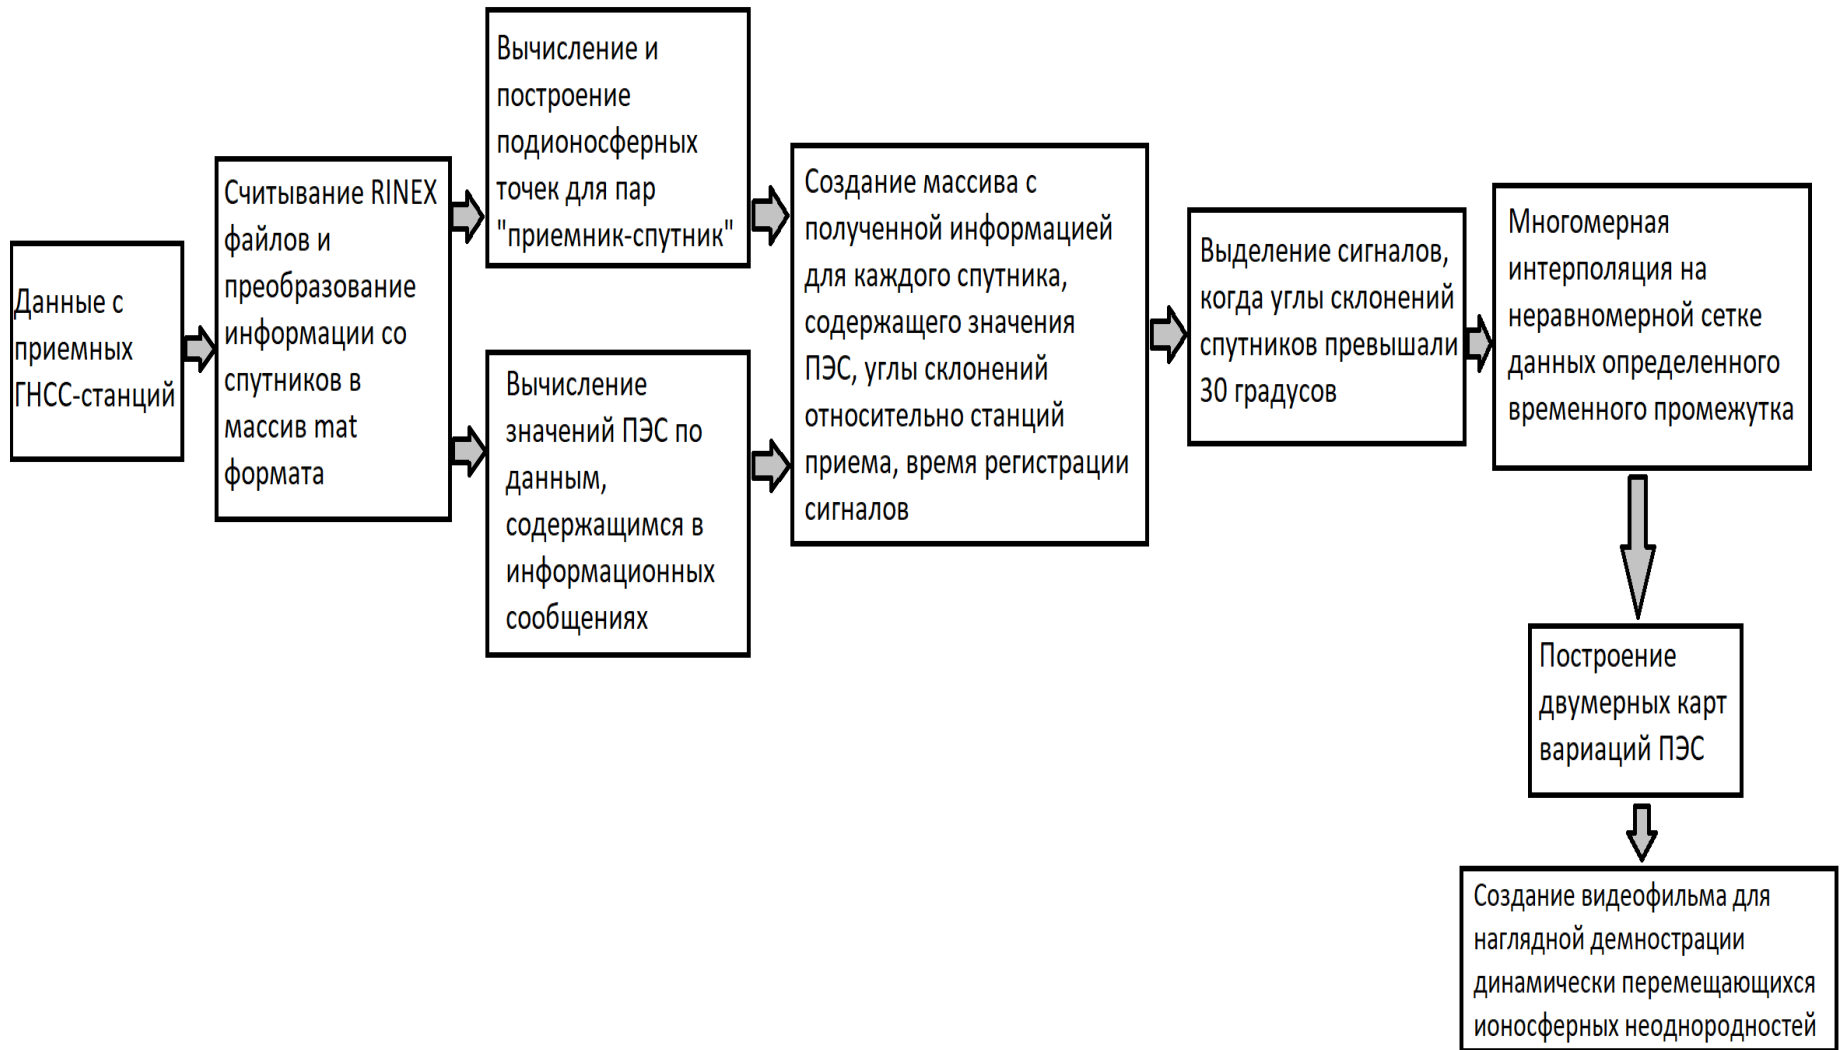 Данные с
приемных
ГНСС-станций
Считывание RINEX
файлов и
преобразование
информации со
спутников в
массив mat
формата
Вычисление и
построение
подионосферных
точек для пар
"приемник-спутник"
Вычисление
значений ПЭС по
данным,
содержащимся в
информационных
сообщениях
Создание массива с
полученной информацией
для каждого спутника,
содержащего значения
ПЭС, углы склонений
относительно станций
приема, время регистрации
сигналов
Выделение сигналов,
когда углы склонений
спутников превышали
30 градусов
Многомерная
интерполяция на
неравномерной сетке
данных определенного
временного промежутка
Построение
двумерных карт
вариаций ПЭС
Создание видеофильма для
наглядной демнострации
динамически перемещающихся
ионосферных неоднородностей